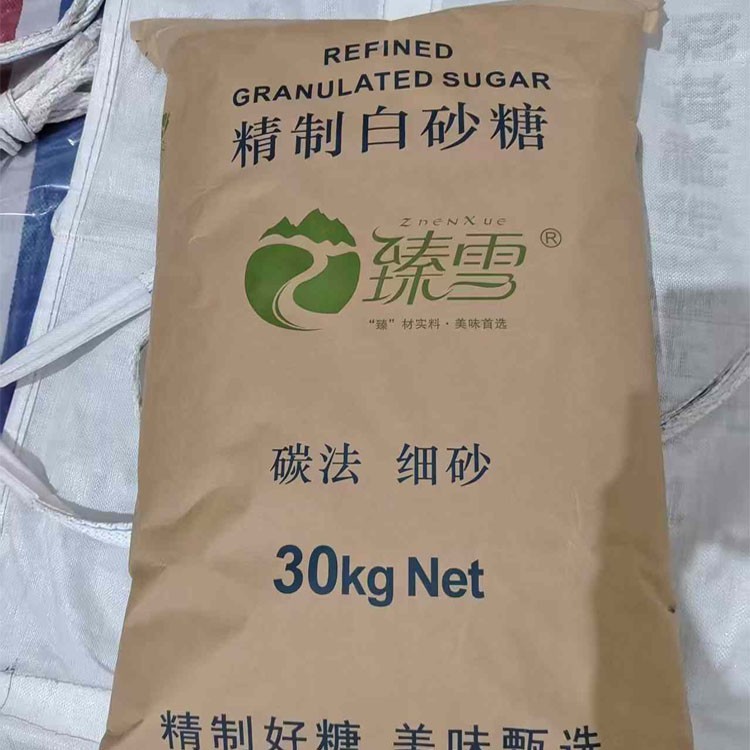 REFINED
GRANULATED SUGAR
精制白砂糖
ZHENXUE
臻雪®
“臻”材实料·美味首选
碳法 细砂
30kg Net
精制好糖 美味甄选